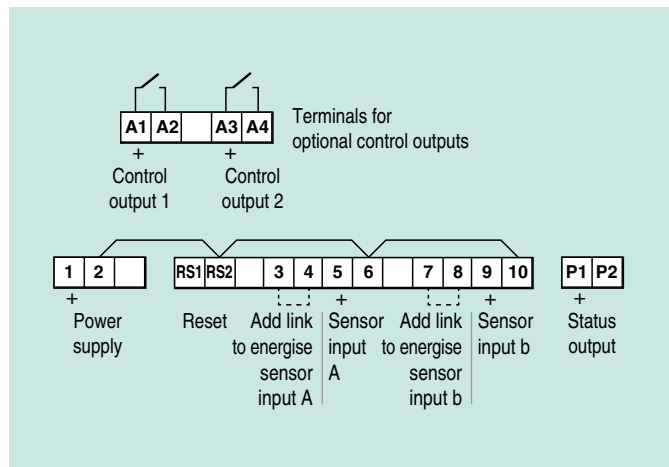 A1 A2 A3 A4
Terminals for
optional control outputs
+ +
Control Control
output 1 output 2
1 2 RS1 RS2 3 4 5 6 7 8 9 10 P1 P2
+ + + +
Power Reset Add link Sensor Add link Sensor Status
supply to energise input to energise input b output
sensor A sensor
input A input b